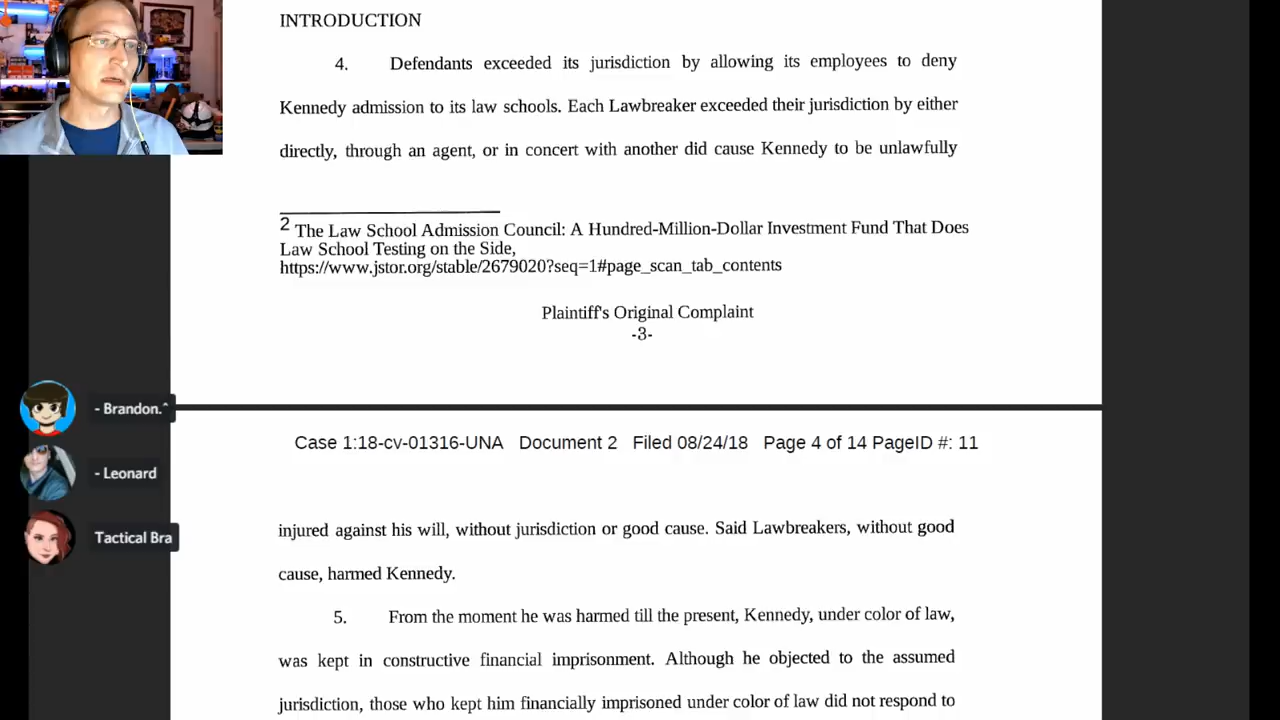 INTRODUCTION
4. Defendants exceeded its jurisdiction by allowing its employees to deny
Kennedy admission to its law schools. Each Lawbreaker exceeded their jurisdiction by either
directly, through an agent, or in concert with another did cause Kennedy to be unlawfully
2 The Law School Admission Council: A Hundred-Million-Dollar Investment Fund That Does
Law School Testing on the Side,
https://www.jstor.org/stable/2679020?seq=1#page_scan_tab_contents
Plaintiff's Original Complaint
-3-
- Brandon.^
Case 1:18-cv-01316-UNA Document 2 Filed 08/24/18 Page 4 of 14 PageID #: 11
- Leonard
injured against his will, without jurisdiction or good cause. Said Lawbreakers, without good
Tactical Bra
cause, harmed Kennedy.
5. From the moment he was harmed till the present, Kennedy, under color of law,
was kept in constructive financial imprisonment. Although he objected to the assumed
jurisdiction, those who kept him financially imprisoned under color of law did not respond to